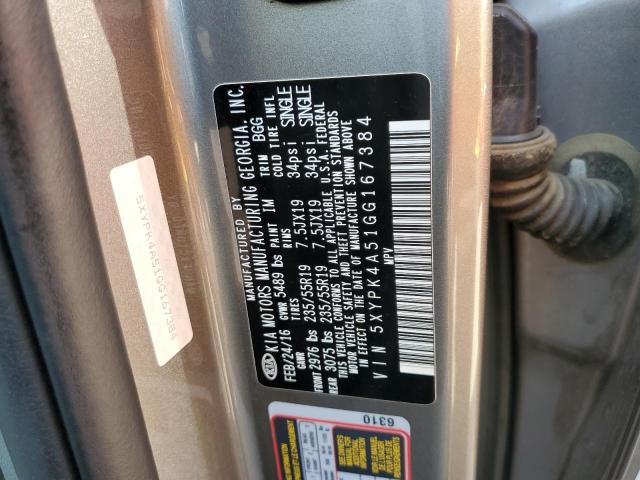 KIA
MANUFACTURED BY
KIA MOTORS MANUFACTURING GEORGIA. INC.
FEB/24/16 GVWR 5489 lbs PAINT IM TRIM BGG
GAWR TIRES RIMS COLD TIRE INFL
FRONT 2976 lbs 235/55R19 7.5JX19 34psi SINGLE
REAR 3075 lbs 235/55R19 7.5JX19 34psi SINGLE
THIS VEHICLE CONFORMS TO ALL APPLICABLE U.S.A. FEDERAL
MOTOR VEHICLE SAFETY AND THEFT PREVENTION STANDARDS
IN EFFECT ON THE DATE OF MANUFACTURE SHOWN ABOVE
VIN 5XYPK4A51GG167384
MPV
5XYPK4A51GG167384
6310